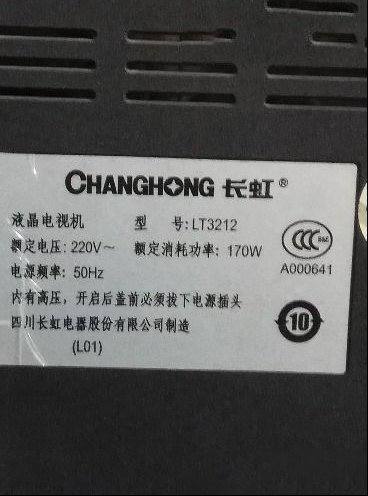 CHANGHONG 长虹®
液晶电视机 型 号: LT3212
额定电压: 220V～ 额定消耗功率: 170W
电源频率: 50Hz
A000641
内有高压，开启后盖前必须拔下电源插头
四川长虹电器股份有限公司制造
(L01)
10